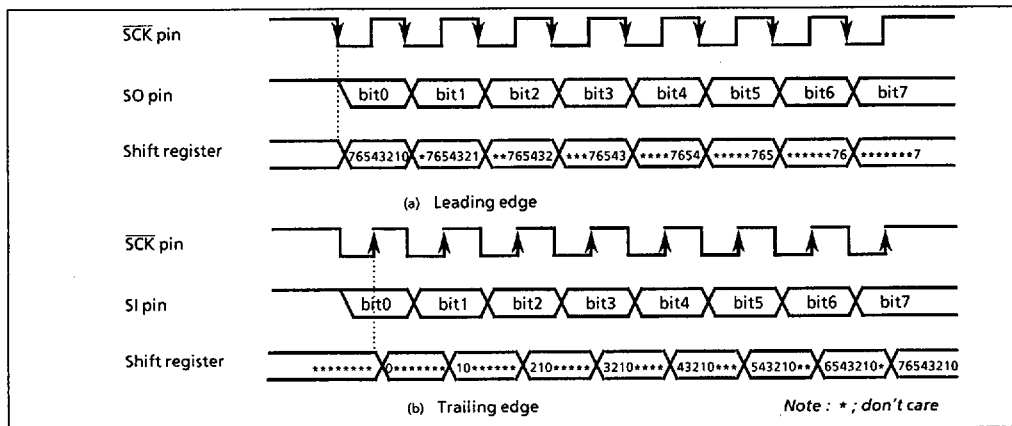 SCK pin
SO pin bit0 bit1 bit2 bit3 bit4 bit5 bit6 bit7
Shift register 76543210 *7654321 **765432 ***76543 ****7654 *****765 ******76 *******7
(a) Leading edge
SCK pin
SI pin bit0 bit1 bit2 bit3 bit4 bit5 bit6 bit7
Shift register ******** 0******* 10****** 210***** 3210**** 43210*** 543210** 6543210* 76543210
(b) Trailing edge Note : * ; don't care